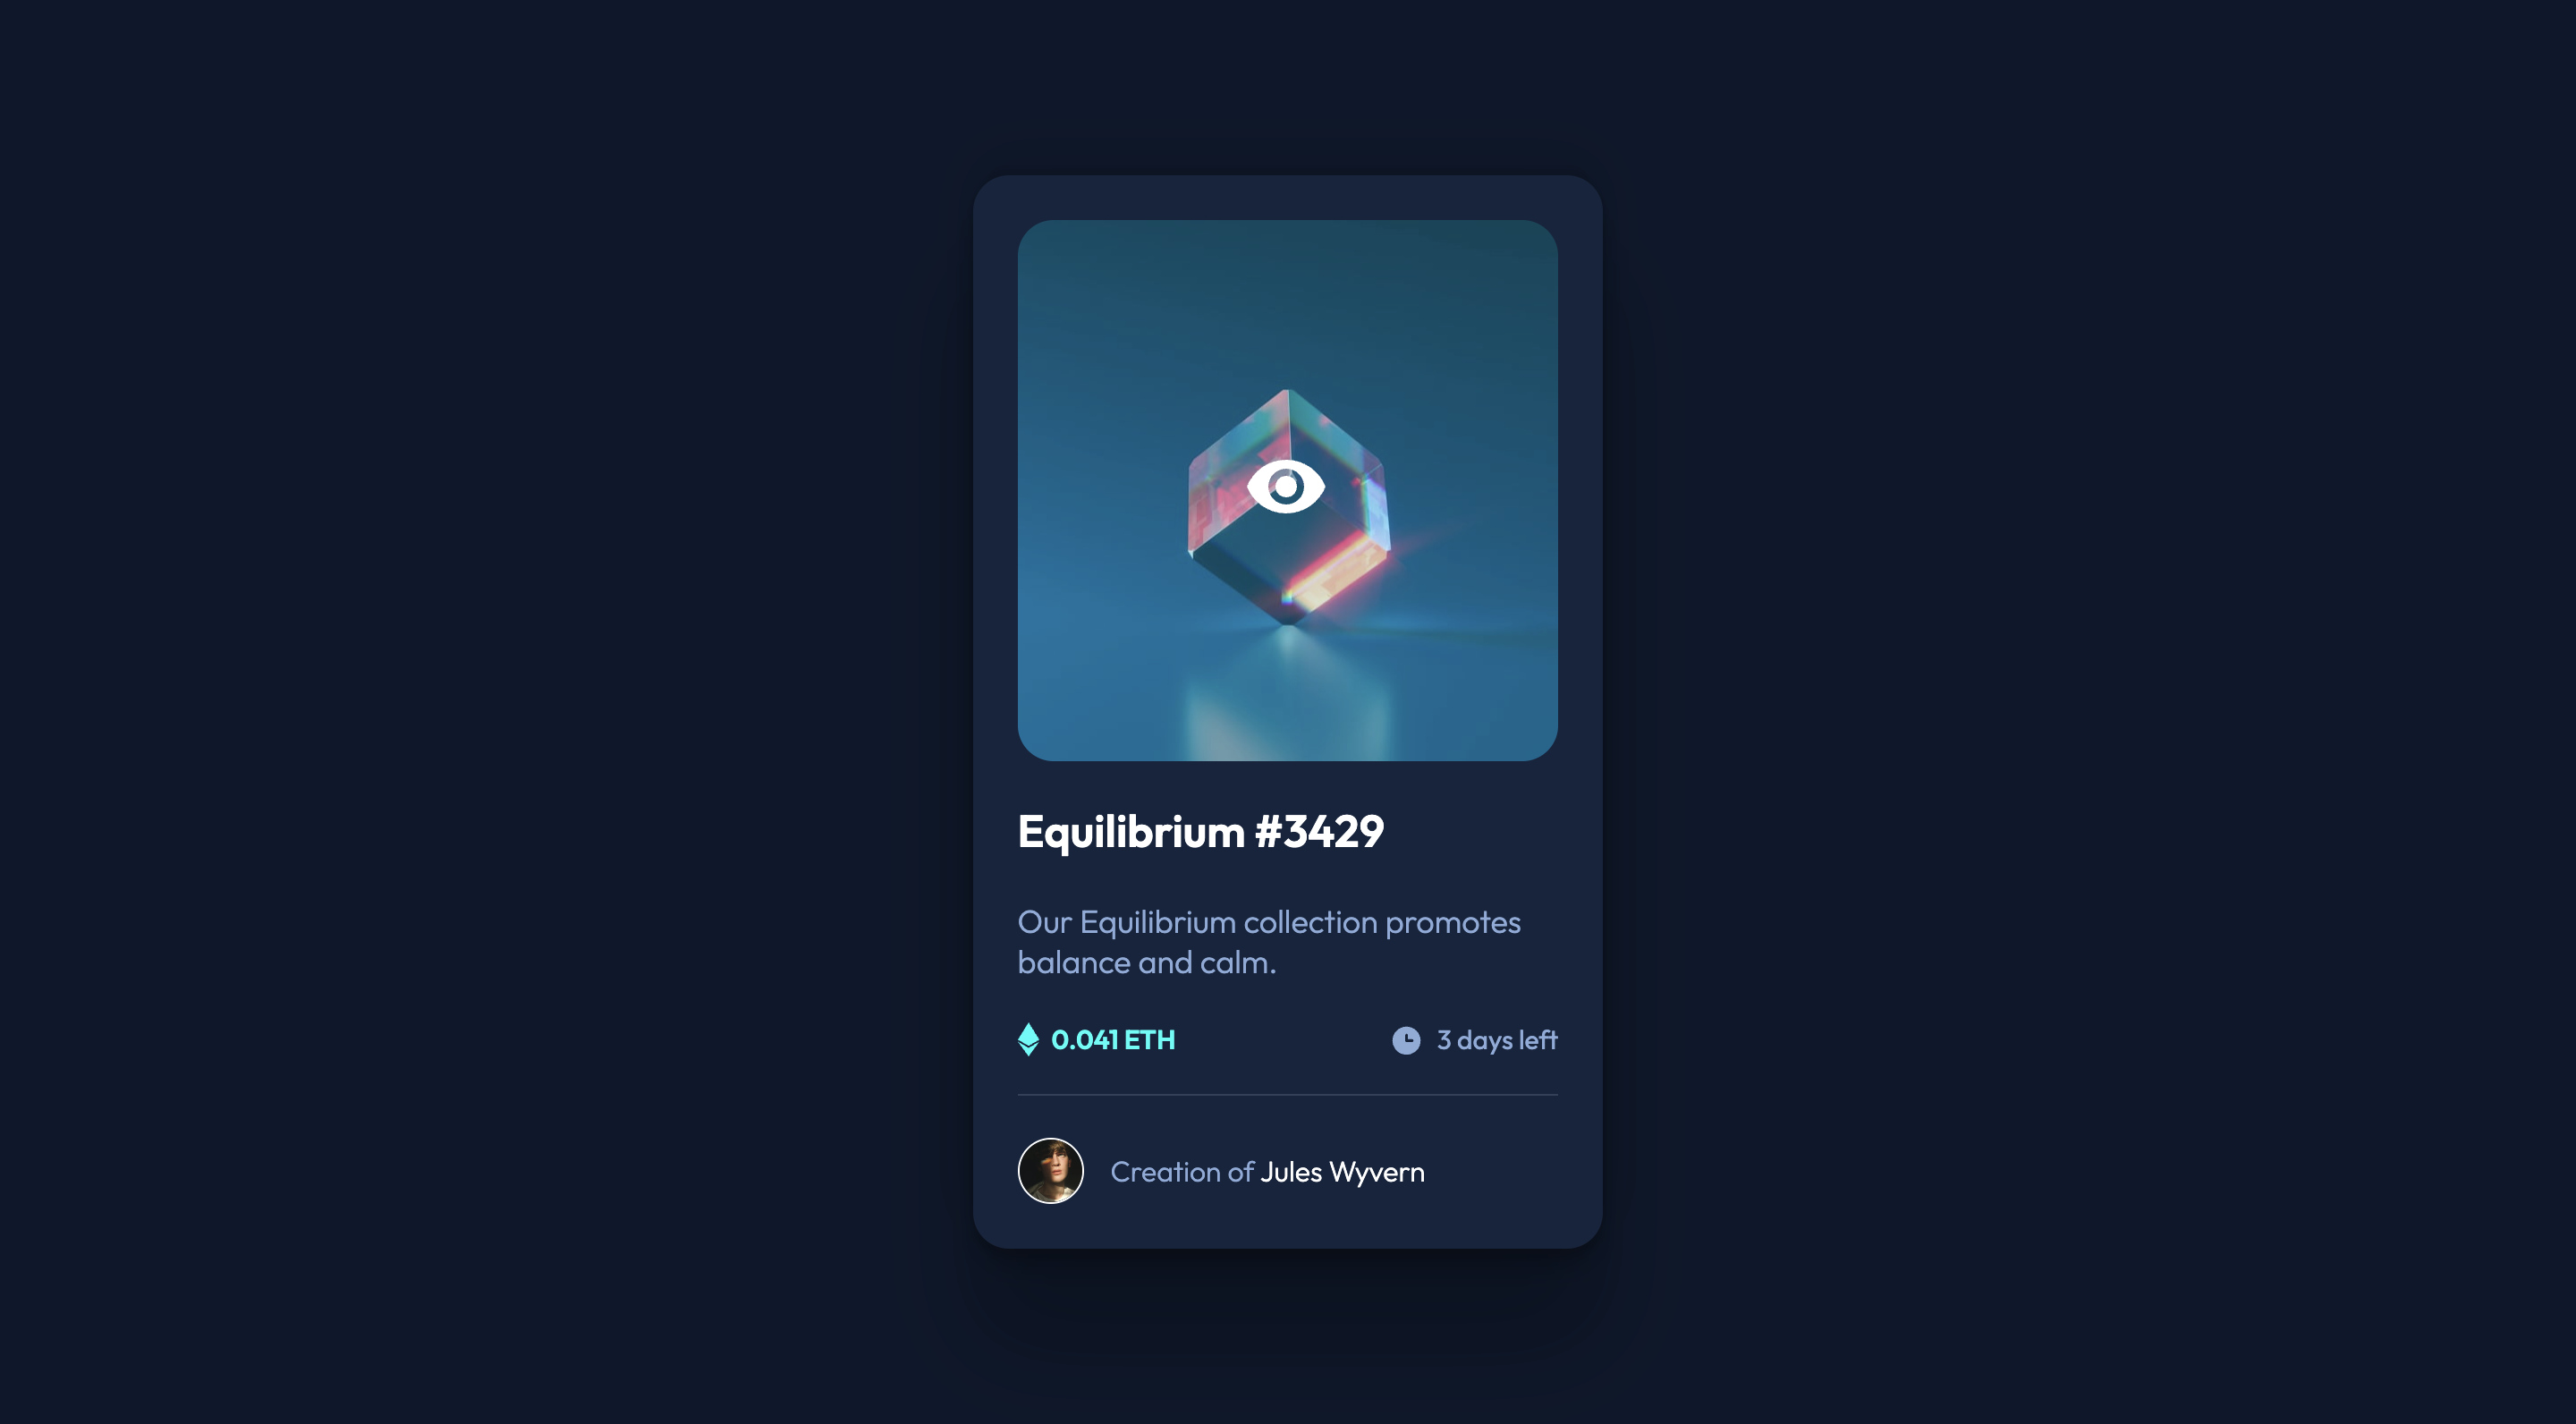 Equilibrium #3429
Our Equilibrium collection promotes
balance and calm.
0.041 ETH
3 days left
Creation of Jules Wyvern